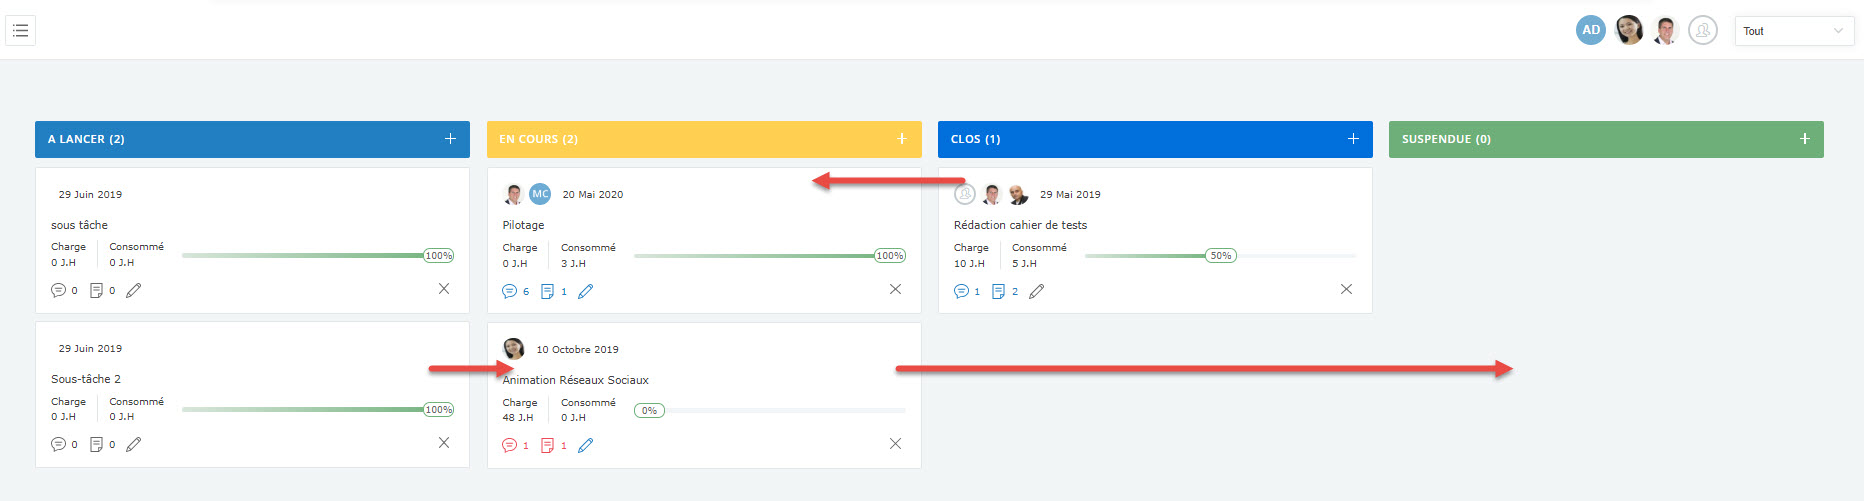 AD
Tout
A LANCER (2) +
29 Juin 2019
sous tâche
Charge Consommé
0 J.H 0 J.H 100%
0 0
29 Juin 2019
Sous-tâche 2
Charge Consommé
0 J.H 0 J.H 100%
0 0
EN COURS (2) +
MC 20 Mai 2020
Pilotage
Charge Consommé
0 J.H 3 J.H 100%
6 1
10 Octobre 2019
Animation Réseaux Sociaux
Charge Consommé
48 J.H 0 J.H 0%
1 1
CLOS (1) +
29 Mai 2019
Rédaction cahier de tests
Charge Consommé
10 J.H 5 J.H 50%
1 2
SUSPENDUE (0) +